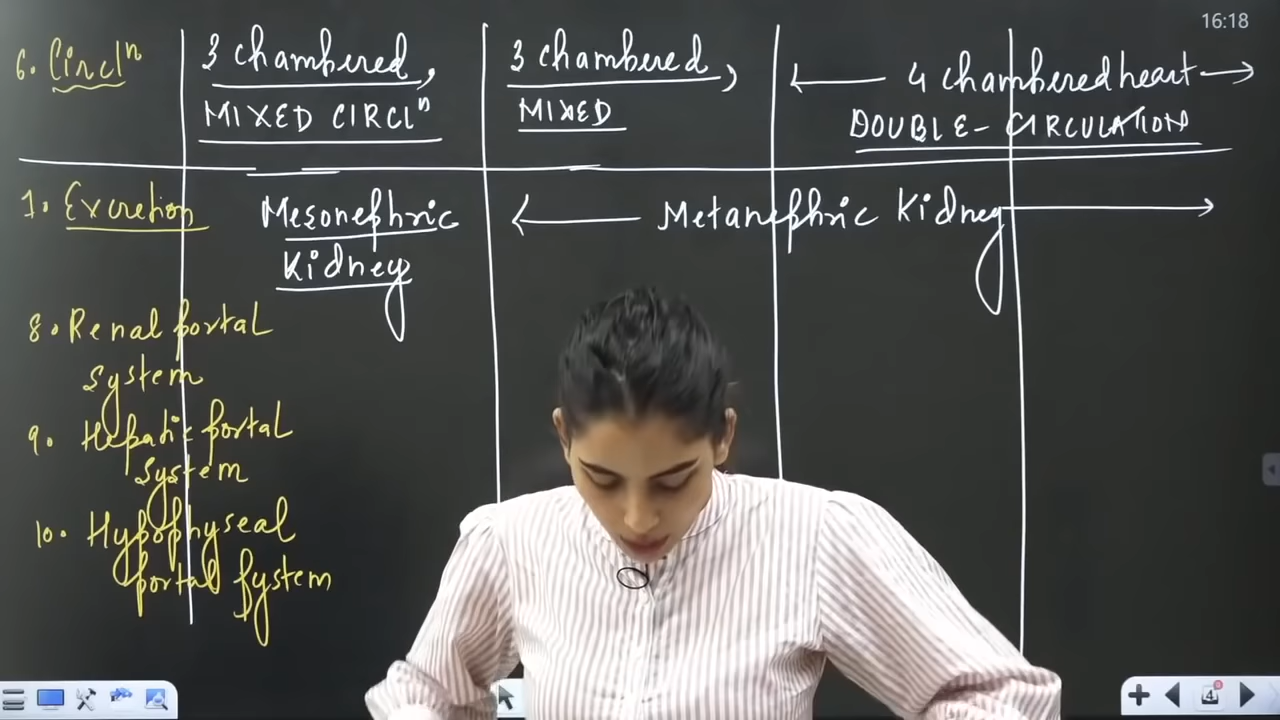 16:18
6. Circlⁿ
3 chambered,
MIXED CIRCLⁿ
3 chambered,
MIXED
4 chambered heart
DOUBLE-CIRCULATION
7. Excretion
Mesonephric
Kidney
Metanephric Kidney
8. Renal portal
system
9. Hepatic portal
System
10. Hypophyseal
portal System
4